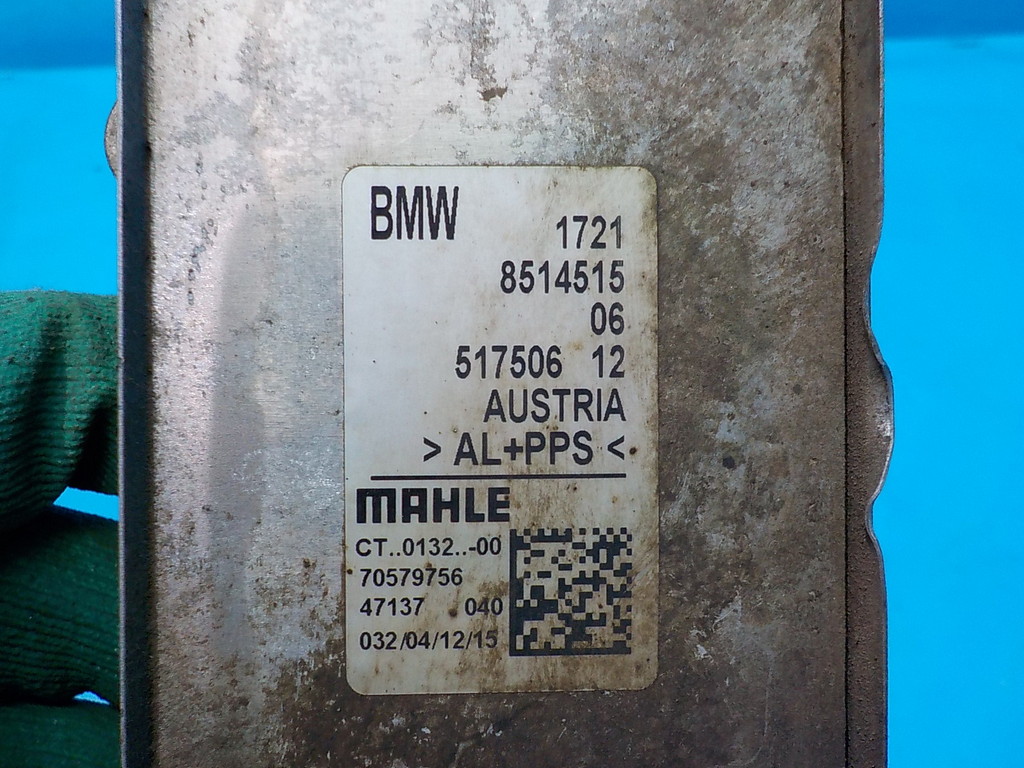 BMW
1721
8514515
06
517506 12
AUSTRIA
> AL+PPS <
MAHLE
CT..0132..-00
70579756
47137 040
032/04/12/15